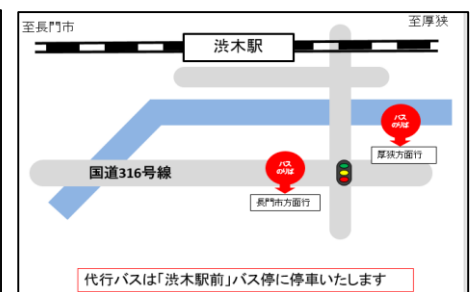 至長門市
至厚狭
渋木駅
バス
のりば
厚狭方面行
国道316号線
バス
のりば
長門市方面行
代行バスは「渋木駅前」バス停に停車いたします